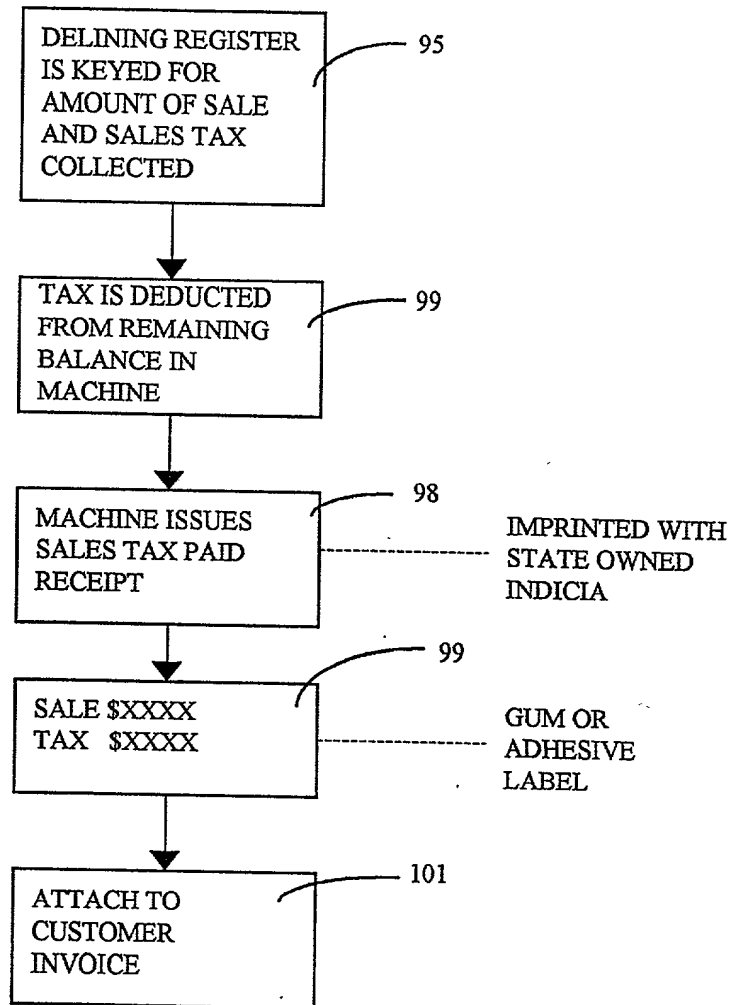 DELINING REGISTER
IS KEYED FOR
AMOUNT OF SALE
AND SALES TAX
COLLECTED
95
TAX IS DEDUCTED
FROM REMAINING
BALANCE IN
MACHINE
99
MACHINE ISSUES
SALES TAX PAID
RECEIPT
98
IMPRINTED WITH
STATE OWNED
INDICIA
SALE $XXXX
TAX $XXXX
99
GUM OR
ADHESIVE
LABEL
ATTACH TO
CUSTOMER
INVOICE
101